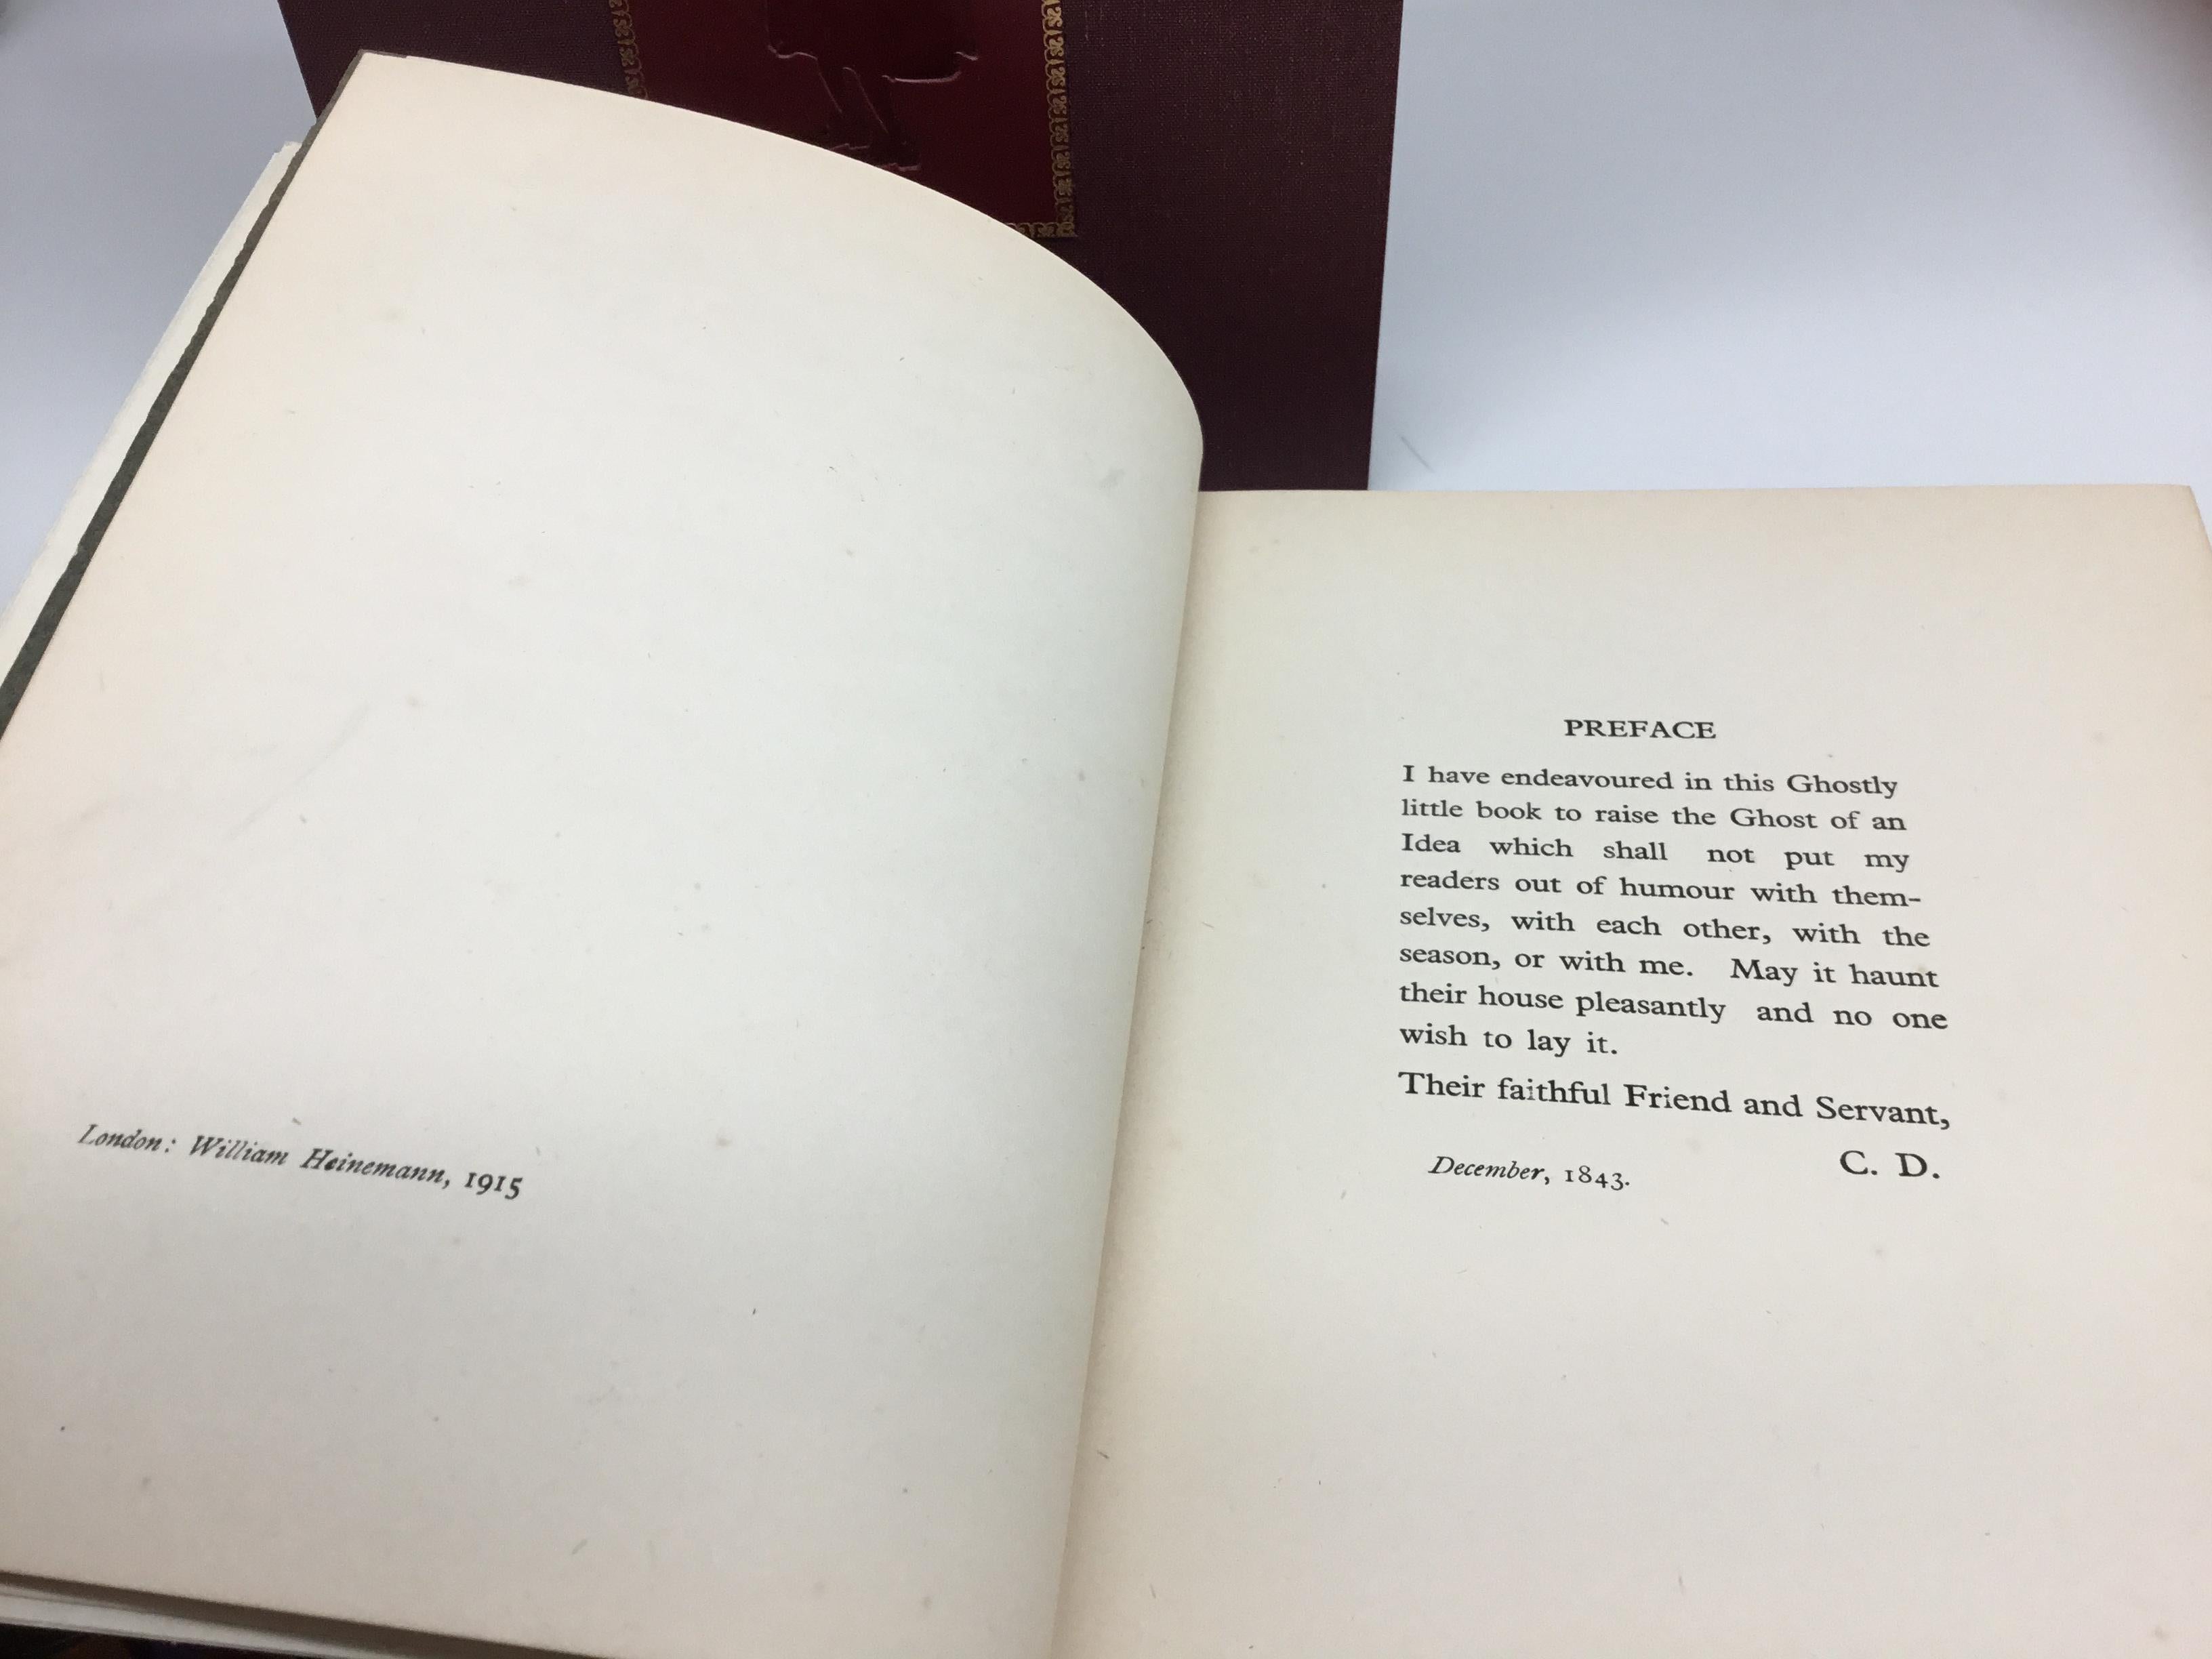 London: William Heinemann, 1915
PREFACE
I have endeavoured in this Ghostly
little book to raise the Ghost of an
Idea which shall not put my
readers out of humour with them-
selves, with each other, with the
season, or with me. May it haunt
their house pleasantly and no one
wish to lay it.
Their faithful Friend and Servant,
C. D.
December, 1843.